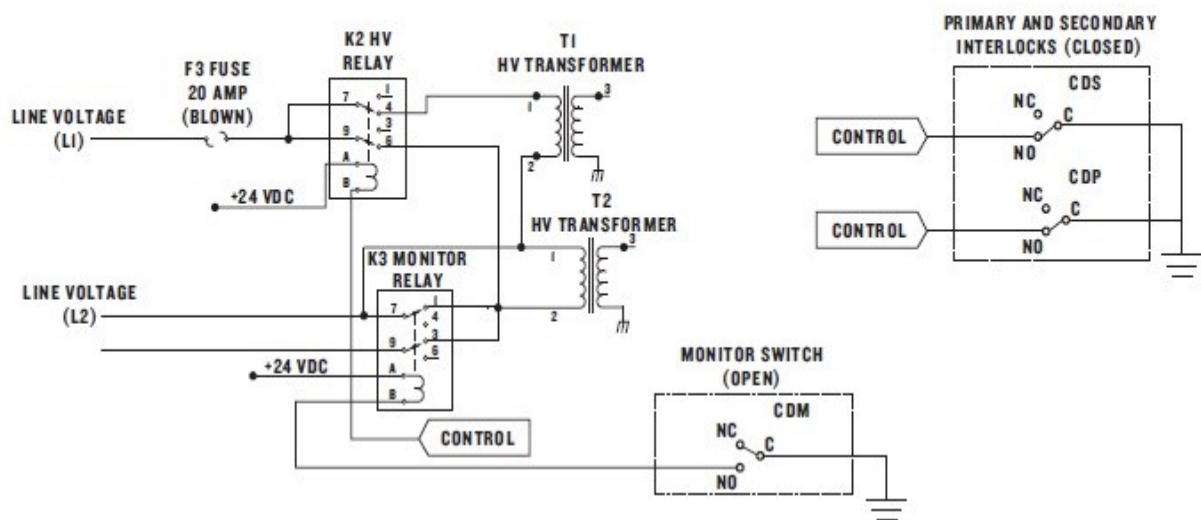 PRIMARY AND SECONDARY
INTERLOCKS (CLOSED)
K2 HV
RELAY
T1
HV TRANSFORMER
F3 FUSE
20 AMP
(BLOWN)
LINE VOLTAGE
(L1)
7
1
4
3
9
6
A
B
+24 VDC
1
3
2
CDS
NC
C
NO
CONTROL
CDP
NC
C
NO
CONTROL
T2
HV TRANSFORMER
1
3
2
K3 MONITOR
RELAY
LINE VOLTAGE
(L2)
7
1
4
9
3
6
A
B
+24 VDC
CONTROL
MONITOR SWITCH
(OPEN)
CDM
NC
C
NO